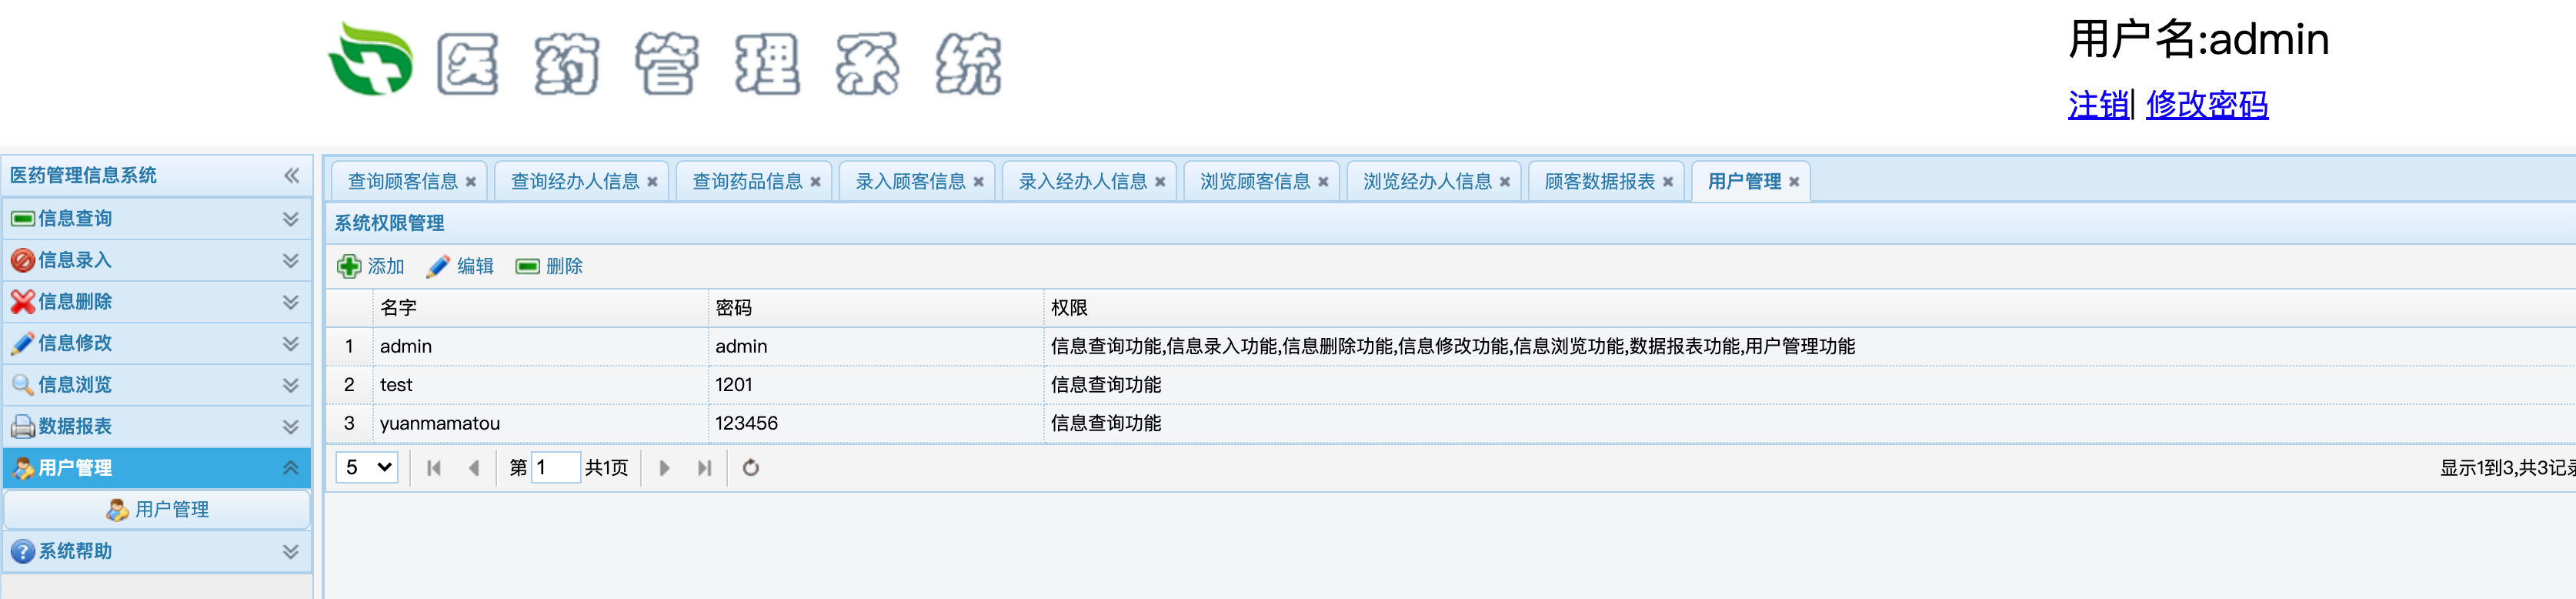 医药管理系统
用户名:admin
注销| 修改密码
医药管理信息系统
信息查询
信息录入
信息删除
信息修改
信息浏览
数据报表
用户管理
用户管理
系统帮助
查询顾客信息 查询经办人信息 查询药品信息 录入顾客信息 录入经办人信息 浏览顾客信息 浏览经办人信息 顾客数据报表 用户管理
系统权限管理
添加 编辑 删除
名字 密码 权限
1 admin admin 信息查询功能,信息录入功能,信息删除功能,信息修改功能,信息浏览功能,数据报表功能,用户管理功能
2 test 1201 信息查询功能
3 yuanmamatou 123456 信息查询功能
5 第 1 共1页 显示1到3,共3记录